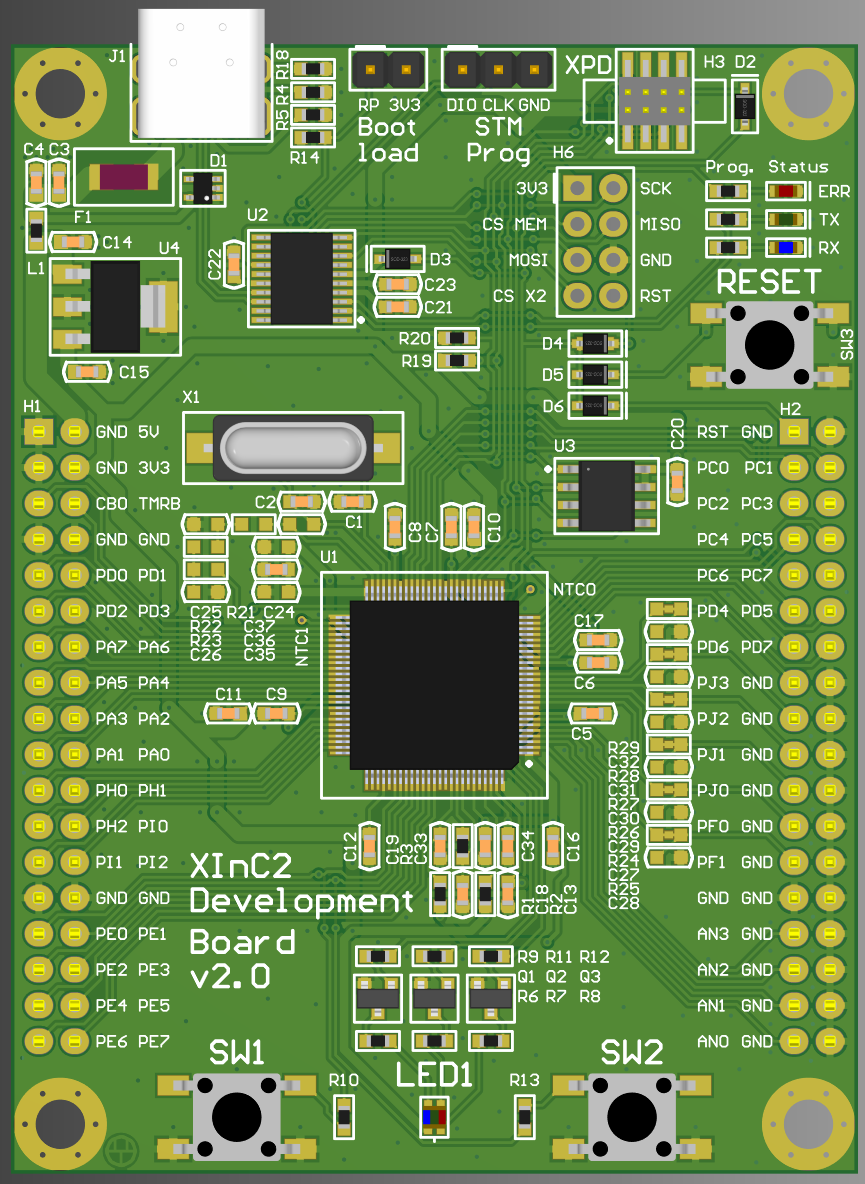 J1
R18
R4
R5
R14
RP 3V3
Boot
load
DIO CLK GND
STM
Prog
XPD
H3 D2
C4 C3
F1
D1
L1
C14
U4
C15
U2
C22
D3
C23
C21
R20
R19
H6
3V3 SCK
CS MEM MISO
MOSI GND
CS X2 RST
Prog. Status
ERR
TX
RX
RESET
SW3
D4
D5
D6
U3
C20
X1
C2
C1
C8
C7
C10
H1
GND 5V
GND 3V3
CB0 TMRB
GND GND
PD0 PD1
PD2 PD3
PA7 PA6
PA5 PA4
PA3 PA2
PA1 PA0
PH0 PH1
PH2 PI0
PI1 PI2
GND GND
PE0 PE1
PE2 PE3
PE4 PE5
PE6 PE7
H2
RST GND
PC0 PC1
PC2 PC3
PC4 PC5
PC6 PC7
PD4 PD5
PD6 PD7
PJ3 GND
PJ2 GND
PJ1 GND
PJ0 GND
PF0 GND
PF1 GND
GND GND
AN3 GND
AN2 GND
AN1 GND
AN0 GND
C25 R21 C24
R22 C37
R23 C36
C26 C35
NTC1
U1
NTC0
C17
C6
C5
C11
C9
R29
C32
R28
C31
R27
C30
R26
C29
R24
C27
R25
C28
C12
C19
R3
C33
C34
C16
R1
C18
R2
C13
XInC2
Development
Board
v2.0
R9 R11 R12
Q1 Q2 Q3
R6 R7 R8
SW1
R10
LED1
R13
SW2